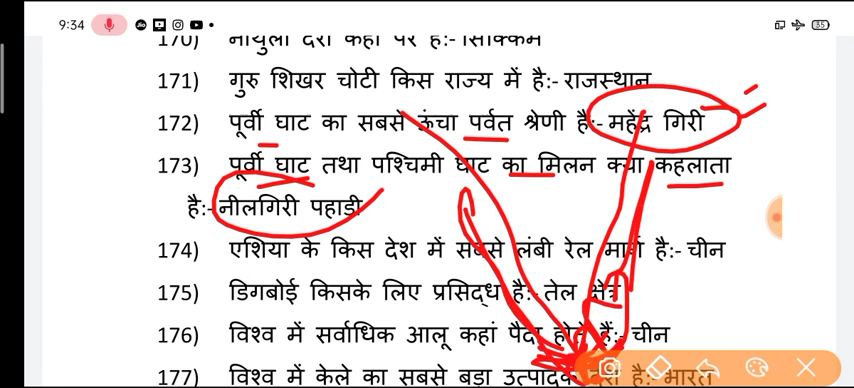 9:34 35
170) नाथुला दर्रा कहां पर है:- सिक्किम
171) गुरु शिखर चोटी किस राज्य में है:- राजस्थान
172) पूर्वी घाट का सबसे ऊंचा पर्वत श्रेणी है:- महेंद्र गिरी
173) पूर्वी घाट तथा पश्चिमी घाट का मिलन क्या कहलाता
है:- नीलगिरी पहाड़ी
174) एशिया के किस देश में सबसे लंबी रेल मार्ग है:- चीन
175) डिगबोई किसके लिए प्रसिद्ध है:- तेल क्षेत्र
176) विश्व में सर्वाधिक आलू कहां पैदा होते हैं:- चीन
177) विश्व में केले का सबसे बड़ा उत्पादक देश है:- भारत